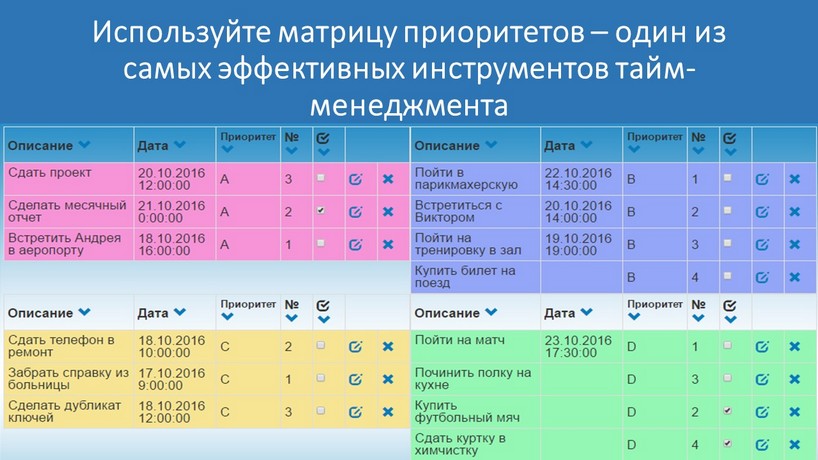 Используйте матрицу приоритетов – один из
самых эффективных инструментов тайм-
менеджмента
Описание Дата Приоритет №
Сдать проект 20.10.2016 12:00:00 A 3
Сделать месячный отчет 21.10.2016 0:00:00 A 2
Встретить Андрея в аэропорту 18.10.2016 16:00:00 A 1
Описание Дата Приоритет №
Пойти в парикмахерскую 22.10.2016 14:30:00 B 1
Встретиться с Виктором 20.10.2016 14:00:00 B 2
Пойти на тренировку в зал 19.10.2016 19:00:00 B 3
Купить билет на поезд B 4
Описание Дата Приоритет №
Сдать телефон в ремонт 18.10.2016 10:00:00 C 2
Забрать справку из больницы 17.10.2016 9:00:00 C 1
Сделать дубликат ключей 18.10.2016 12:00:00 C 3
Описание Дата Приоритет №
Пойти на матч 23.10.2016 17:30:00 D 1
Починить полку на кухне D 3
Купить футбольный мяч D 2
Сдать куртку в химчистку D 4